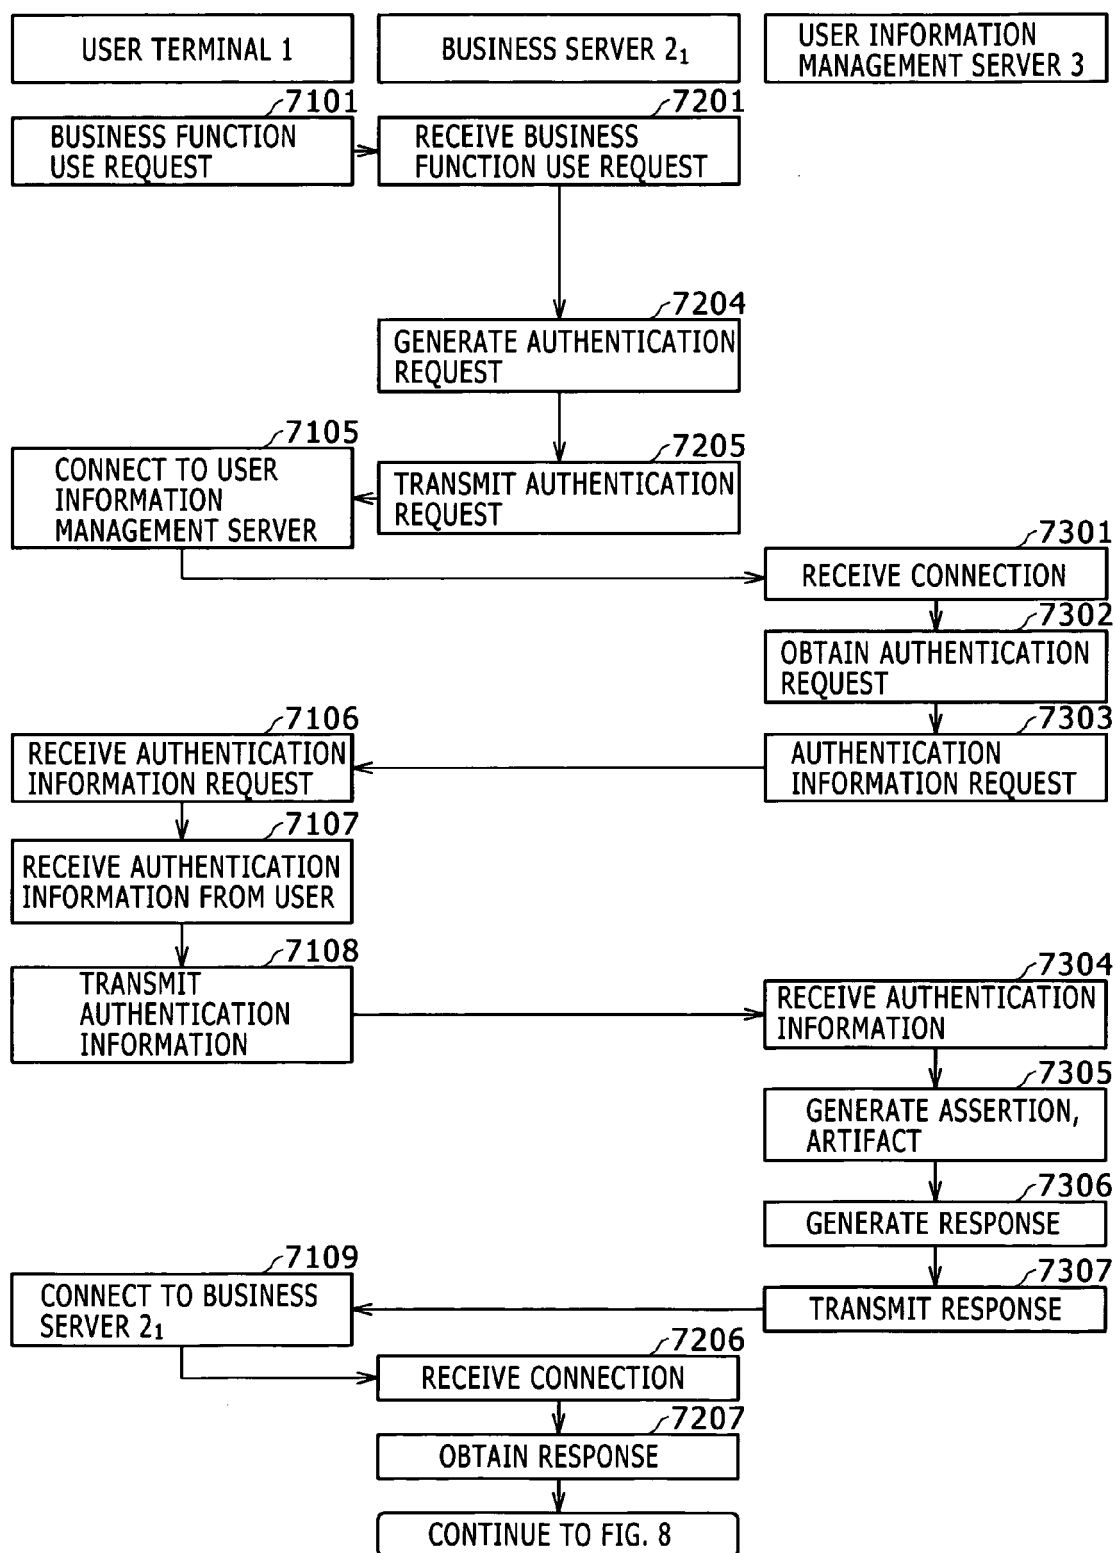 USER TERMINAL 1
BUSINESS SERVER 2₁
USER INFORMATION
MANAGEMENT SERVER 3
7101
BUSINESS FUNCTION
USE REQUEST
7201
RECEIVE BUSINESS
FUNCTION USE REQUEST
7204
GENERATE AUTHENTICATION
REQUEST
7105
CONNECT TO USER
INFORMATION
MANAGEMENT SERVER
7205
TRANSMIT AUTHENTICATION
REQUEST
7301
RECEIVE CONNECTION
7302
OBTAIN AUTHENTICATION
REQUEST
7106
RECEIVE AUTHENTICATION
INFORMATION REQUEST
7303
AUTHENTICATION
INFORMATION REQUEST
7107
RECEIVE AUTHENTICATION
INFORMATION FROM USER
7108
TRANSMIT
AUTHENTICATION
INFORMATION
7304
RECEIVE AUTHENTICATION
INFORMATION
7305
GENERATE ASSERTION,
ARTIFACT
7306
GENERATE RESPONSE
7109
CONNECT TO BUSINESS
SERVER 2₁
7307
TRANSMIT RESPONSE
7206
RECEIVE CONNECTION
7207
OBTAIN RESPONSE
CONTINUE TO FIG. 8